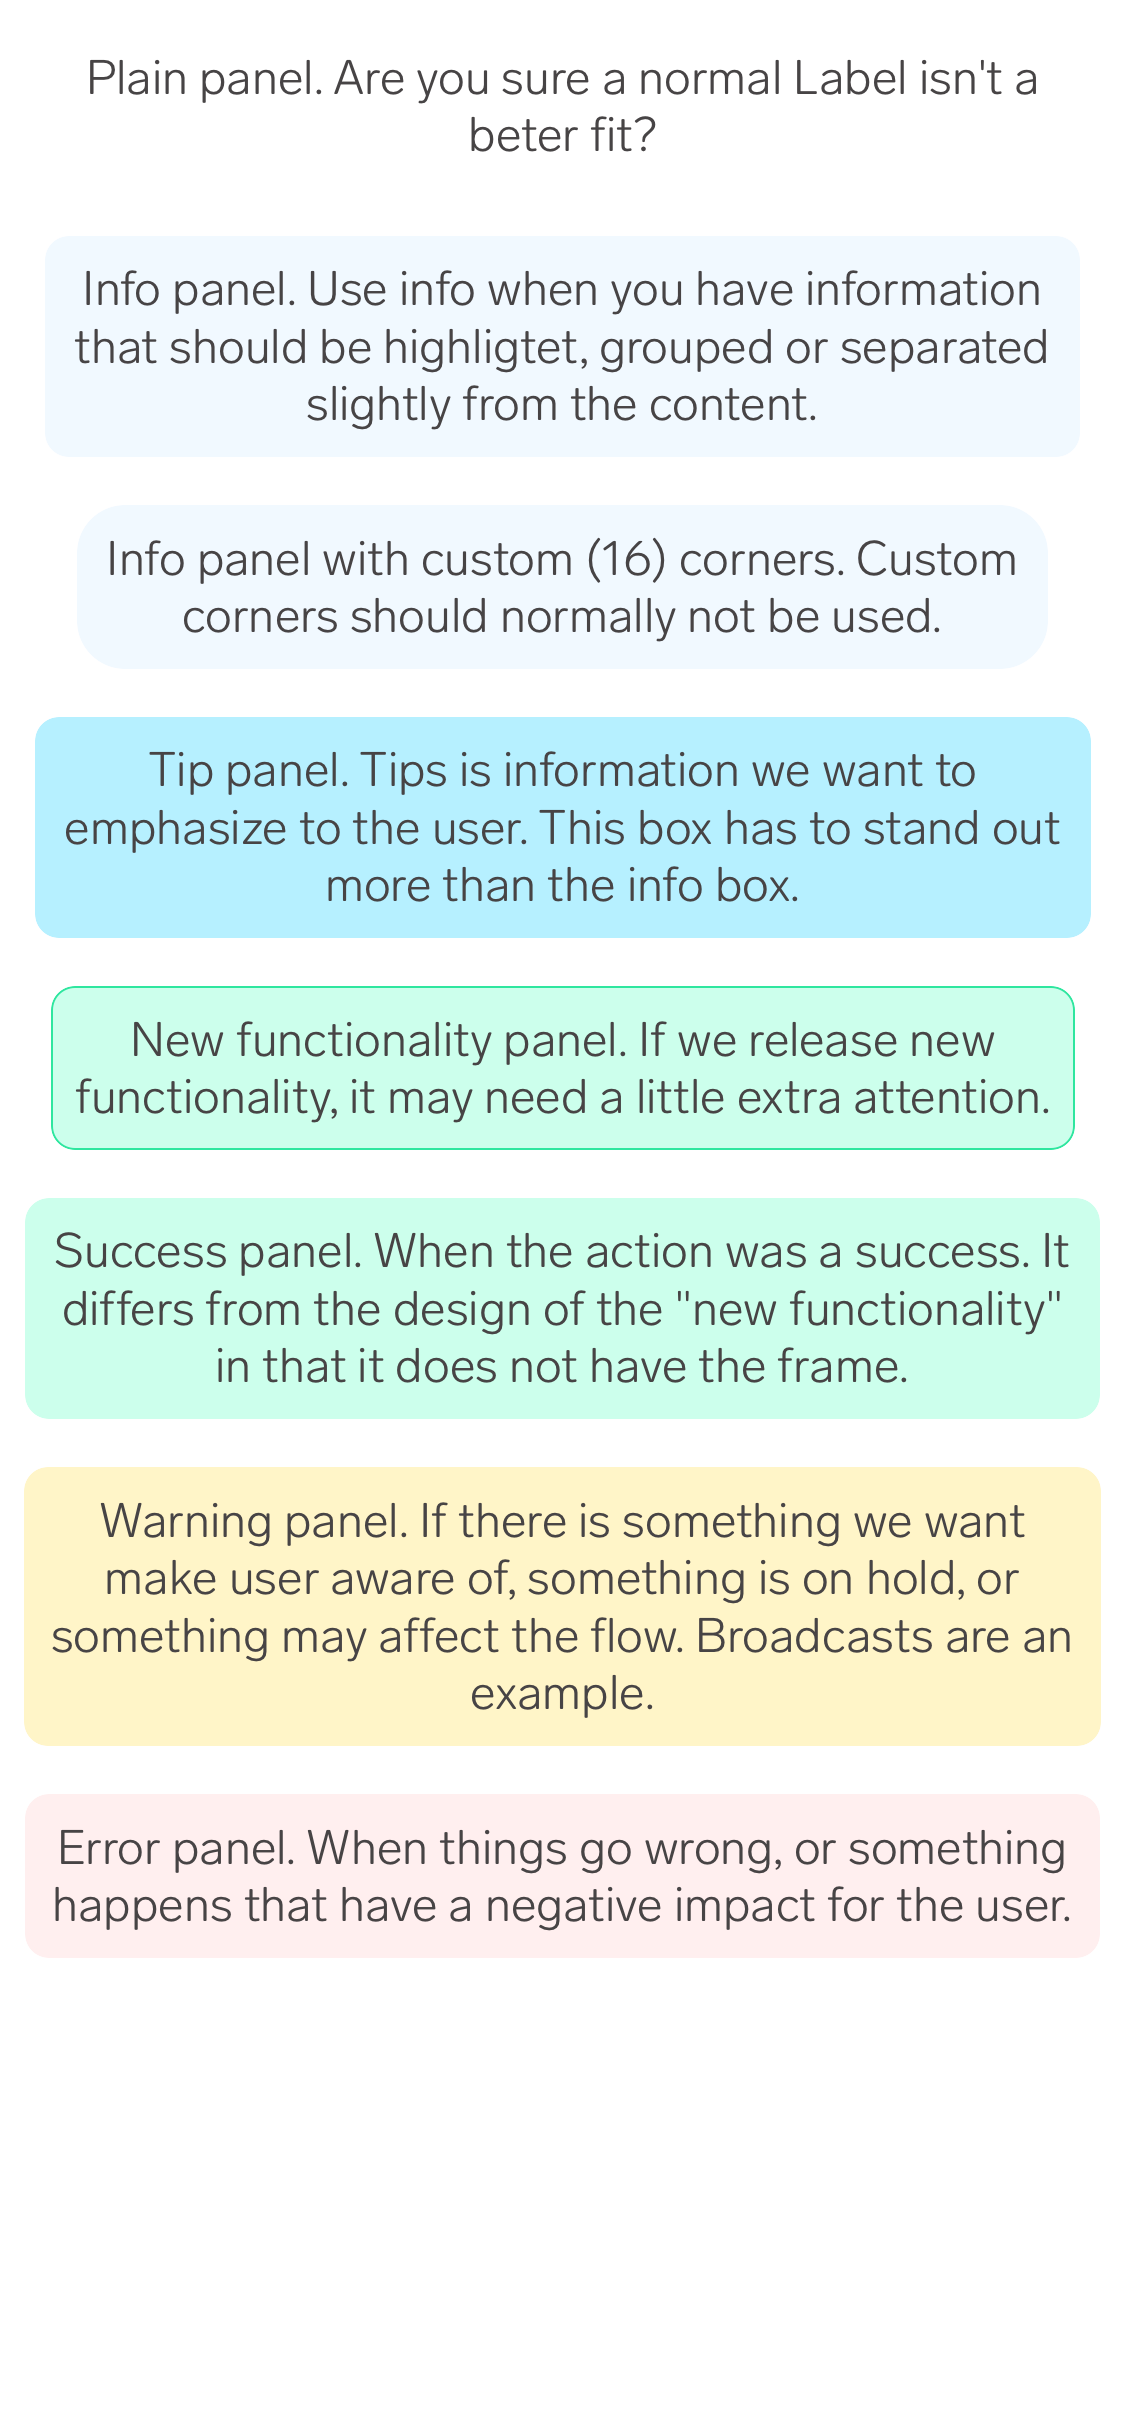 Plain panel. Are you sure a normal Label isn't a
beter fit?
Info panel. Use info when you have information
that should be highligtet, grouped or separated
slightly from the content.
Info panel with custom (16) corners. Custom
corners should normally not be used.
Tip panel. Tips is information we want to
emphasize to the user. This box has to stand out
more than the info box.
New functionality panel. If we release new
functionality, it may need a little extra attention.
Success panel. When the action was a success. It
differs from the design of the "new functionality"
in that it does not have the frame.
Warning panel. If there is something we want
make user aware of, something is on hold, or
something may affect the flow. Broadcasts are an
example.
Error panel. When things go wrong, or something
happens that have a negative impact for the user.